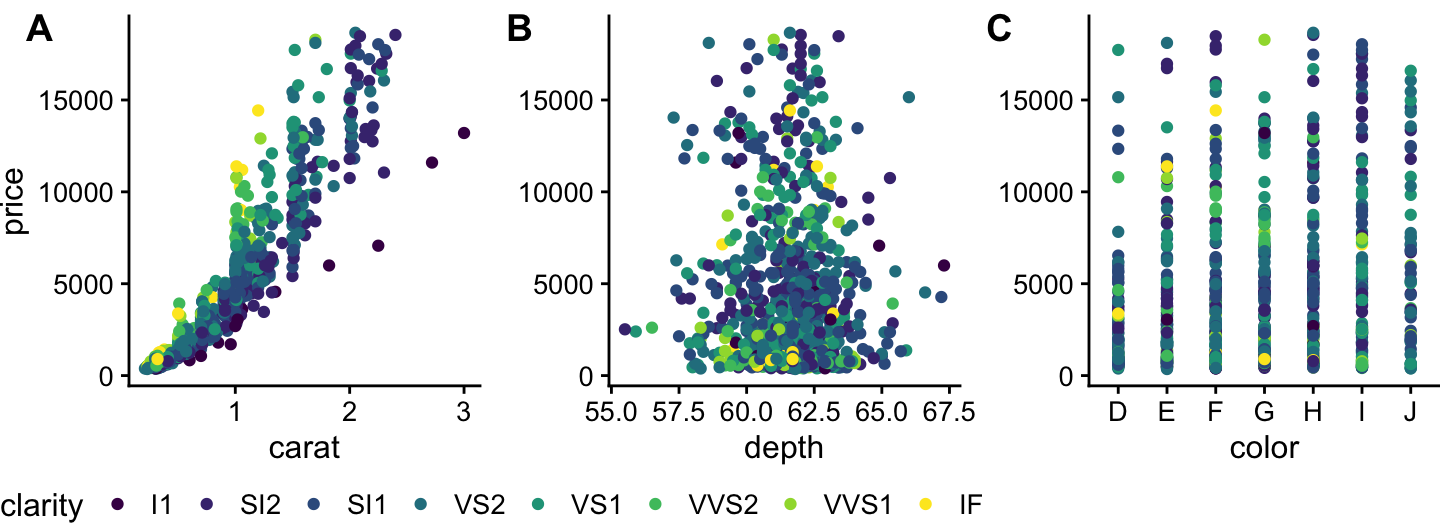 A B C
price
15000
10000
5000
0
1 2 3
carat
15000
10000
5000
0
55.0 57.5 60.0 62.5 65.0 67.5
depth
15000
10000
5000
0
D E F G H I J
color
clarity I1 SI2 SI1 VS2 VS1 VVS2 VVS1 IF